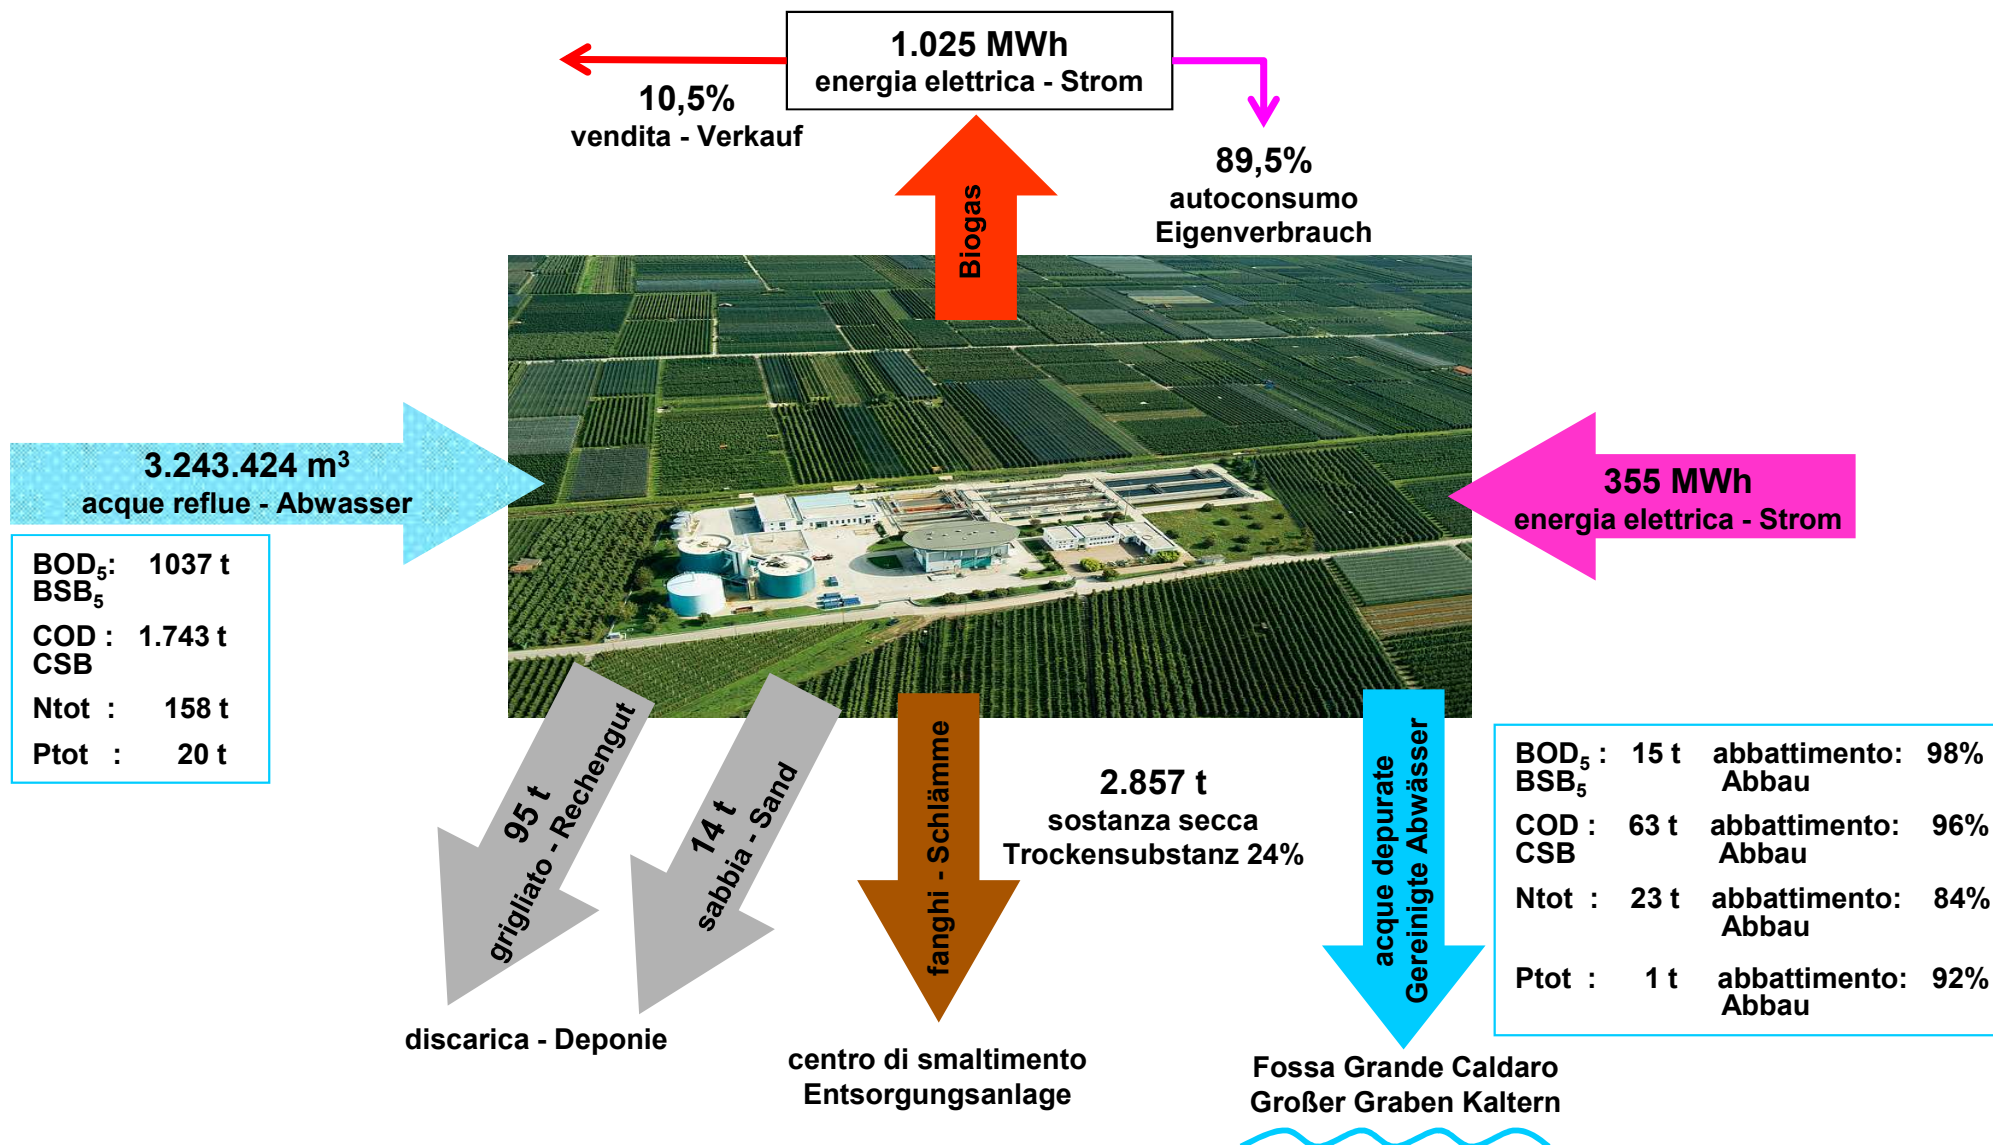 1.025 MWh
energia elettrica - Strom
10,5%
vendita - Verkauf
89,5%
autoconsumo
Eigenverbrauch
Biogas
3.243.424 m³
acque reflue - Abwasser
355 MWh
energia elettrica - Strom
BOD₅: 1037 t
BSB₅
COD : 1.743 t
CSB
Ntot : 158 t
Ptot : 20 t
95 t
grigliato - Rechengut
14 t
sabbia - Sand
discarica - Deponie
fanghi - Schlämme
2.857 t
sostanza secca
Trockensubstanz 24%
centro di smaltimento
Entsorgungsanlage
acque depurate
Gereinigte Abwässer
Fossa Grande Caldaro
Großer Graben Kaltern
BOD₅ : 15 t abbattimento: 98%
BSB₅ Abbau
COD : 63 t abbattimento: 96%
CSB Abbau
Ntot : 23 t abbattimento: 84%
Abbau
Ptot : 1 t abbattimento: 92%
Abbau